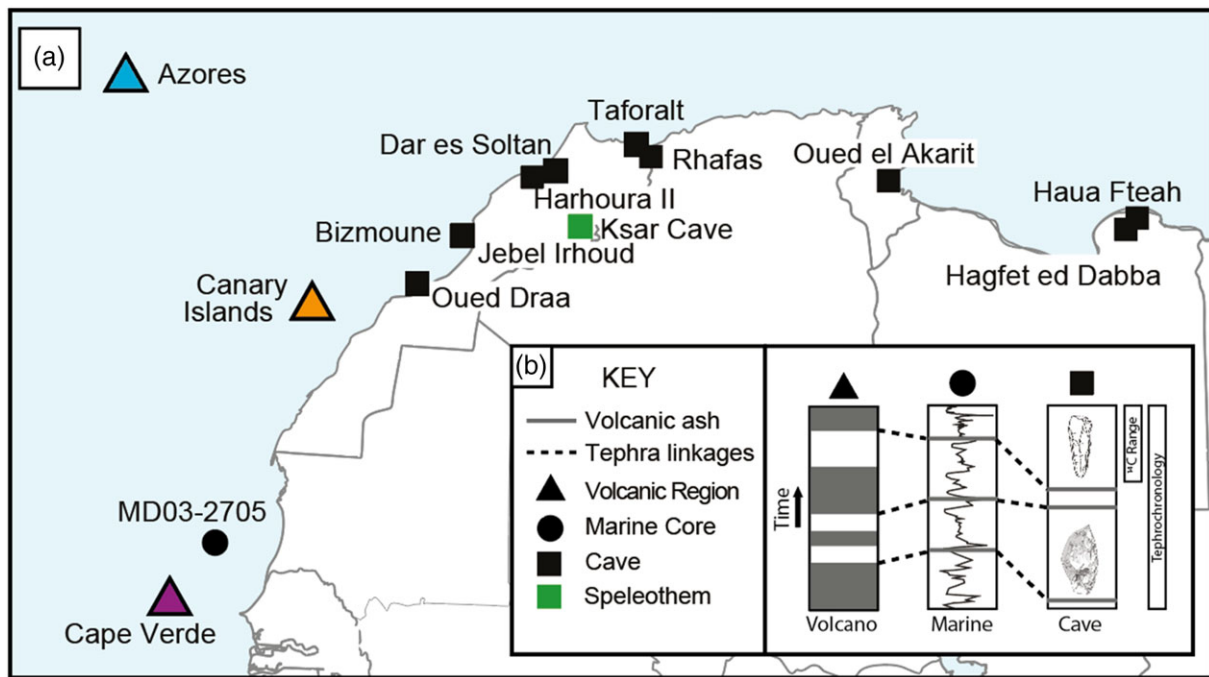 (a)
Azores
Taforalt
Dar es Soltan
Rhafas
Oued el Akarit
Harhoura II
Haua Fteah
Ksar Cave
Bizmoune
Jebel Irhoud
Hagfet ed Dabba
Canary
Islands
Oued Draa
MD03-2705
Cape Verde
(b)
KEY
Volcanic ash
Tephra linkages
Volcanic Region
Marine Core
Cave
Speleothem
Time
Volcano
Marine
Cave
¹⁴C Range
Tephrochronology